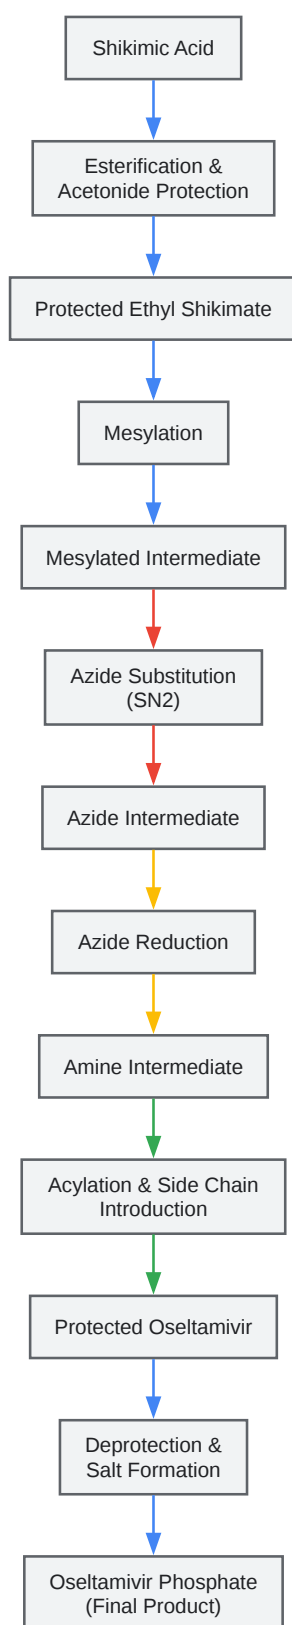 Shikimic Acid
Esterification &
Acetonide Protection
Protected Ethyl Shikimate
Mesylation
Mesylated Intermediate
Azide Substitution
(SN2)
Azide Intermediate
Azide Reduction
Amine Intermediate
Acylation & Side Chain
Introduction
Protected Oseltamivir
Deprotection &
Salt Formation
Oseltamivir Phosphate
(Final Product)